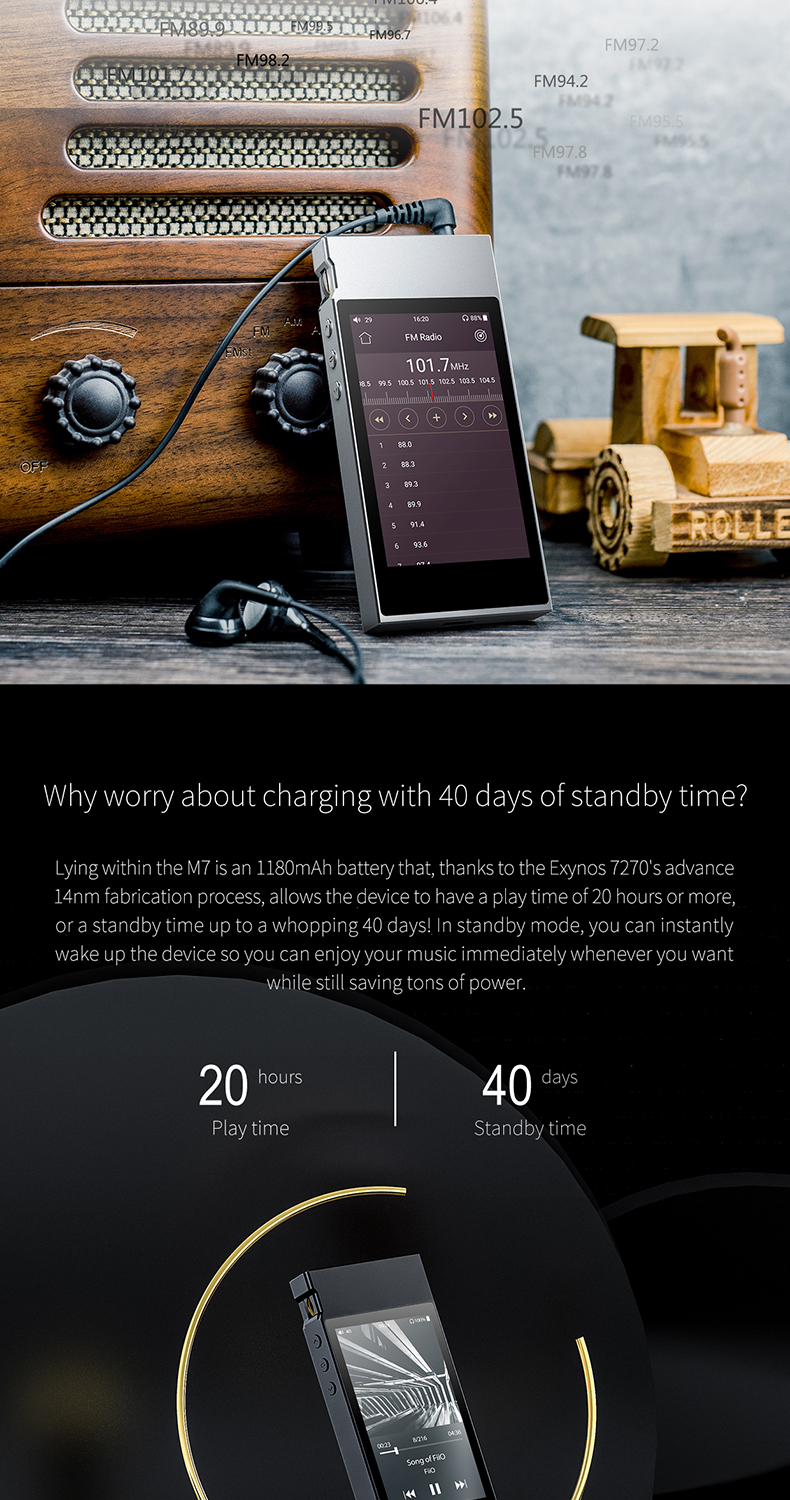 FM106.4
FM89.9
FM99.5
FM96.7
FM97.2
FM98.2
FM101.7
FM94.2
FM102.5
FM95.5
FM97.8
29
16:20
88%
FM Radio
101.7MHz
98.5 99.5 100.5 101.5 102.5 103.5 104.5
1 88.0
2 88.3
3 89.3
4 89.9
5 91.4
6 93.6
7 97.4
FM
Am
FMst
OFF
ROLLE
Why worry about charging with 40 days of standby time?
Lying within the M7 is an 1180mAh battery that, thanks to the Exynos 7270's advance
14nm fabrication process, allows the device to have a play time of 20 hours or more,
or a standby time up to a whopping 40 days! In standby mode, you can instantly
wake up the device so you can enjoy your music immediately whenever you want
while still saving tons of power.
20 hours
Play time
40 days
Standby time
100%
00:23
8/216
04:36
Song of FiiO
FiiO